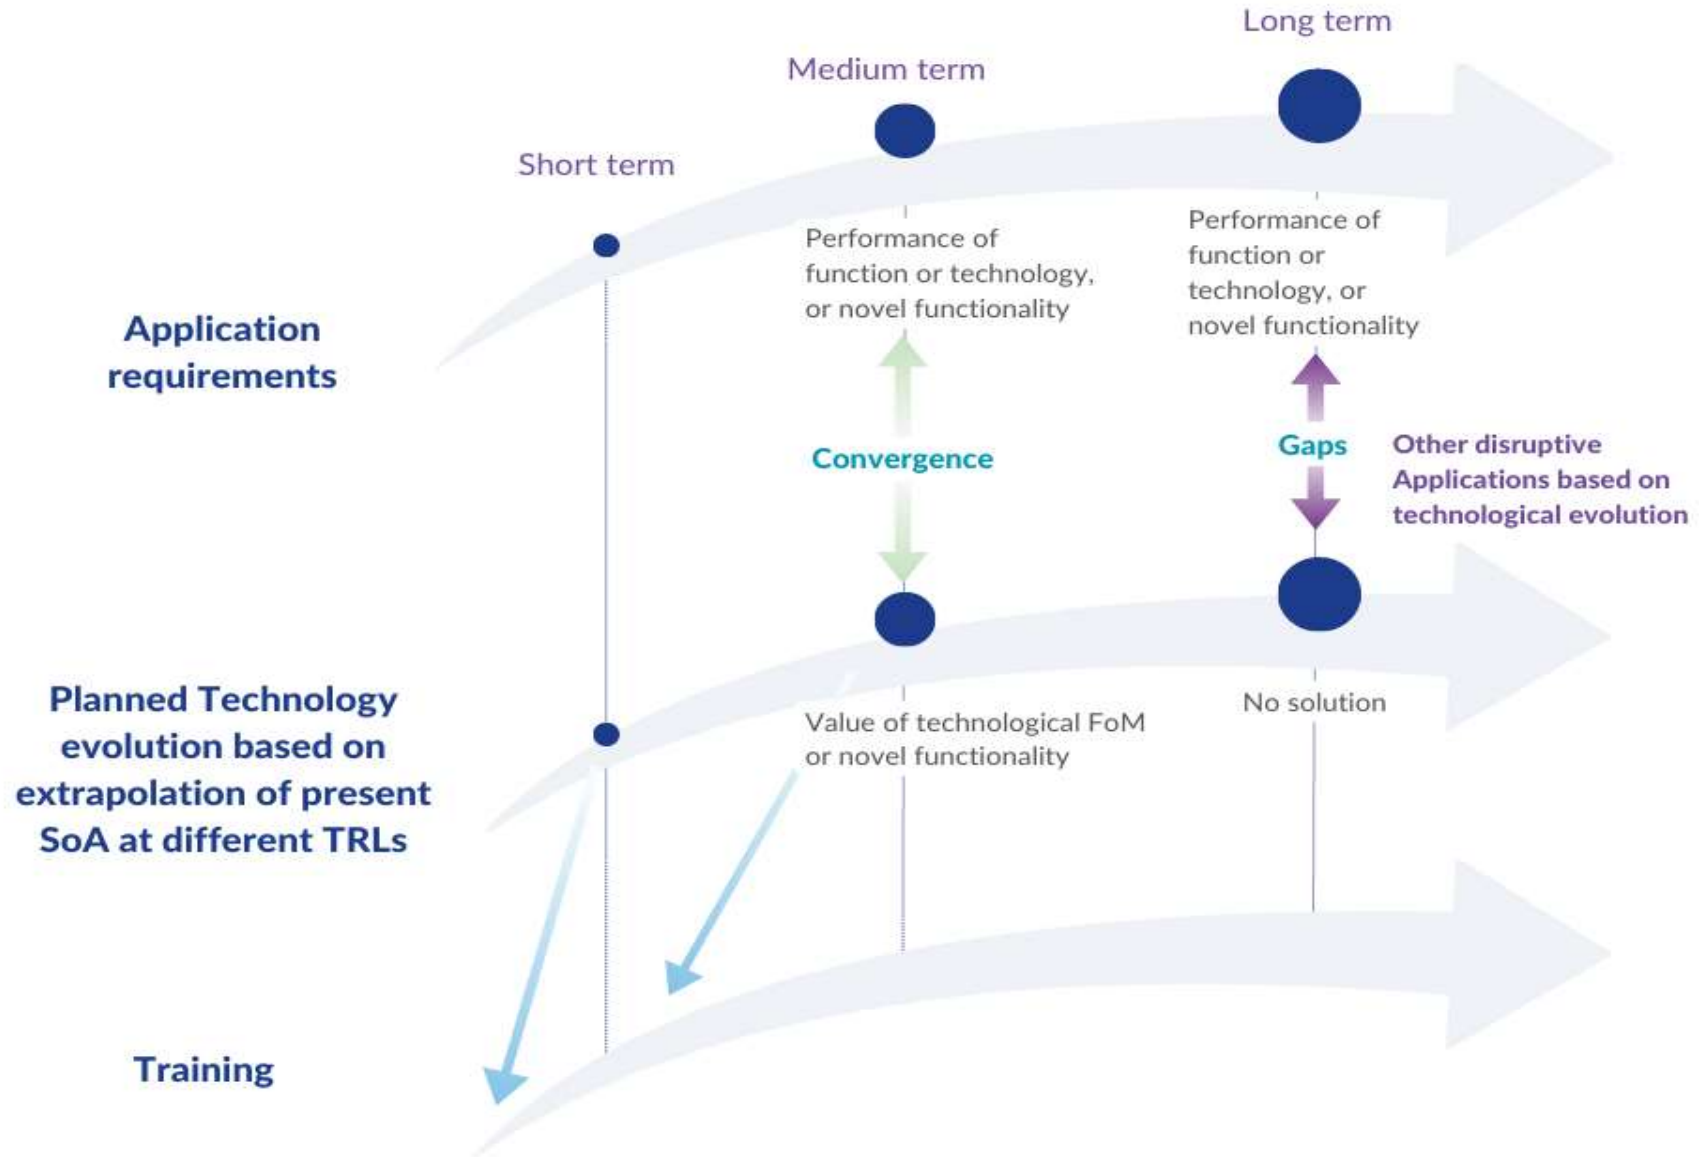 Long term
Medium term
Short term
Performance of
function or technology,
or novel functionality
Performance of
function or
technology, or
novel functionality
Application
requirements
Convergence
Gaps
Other disruptive
Applications based on
technological evolution
Planned Technology
evolution based on
extrapolation of present
SoA at different TRLs
Value of technological FoM
or novel functionality
No solution
Training